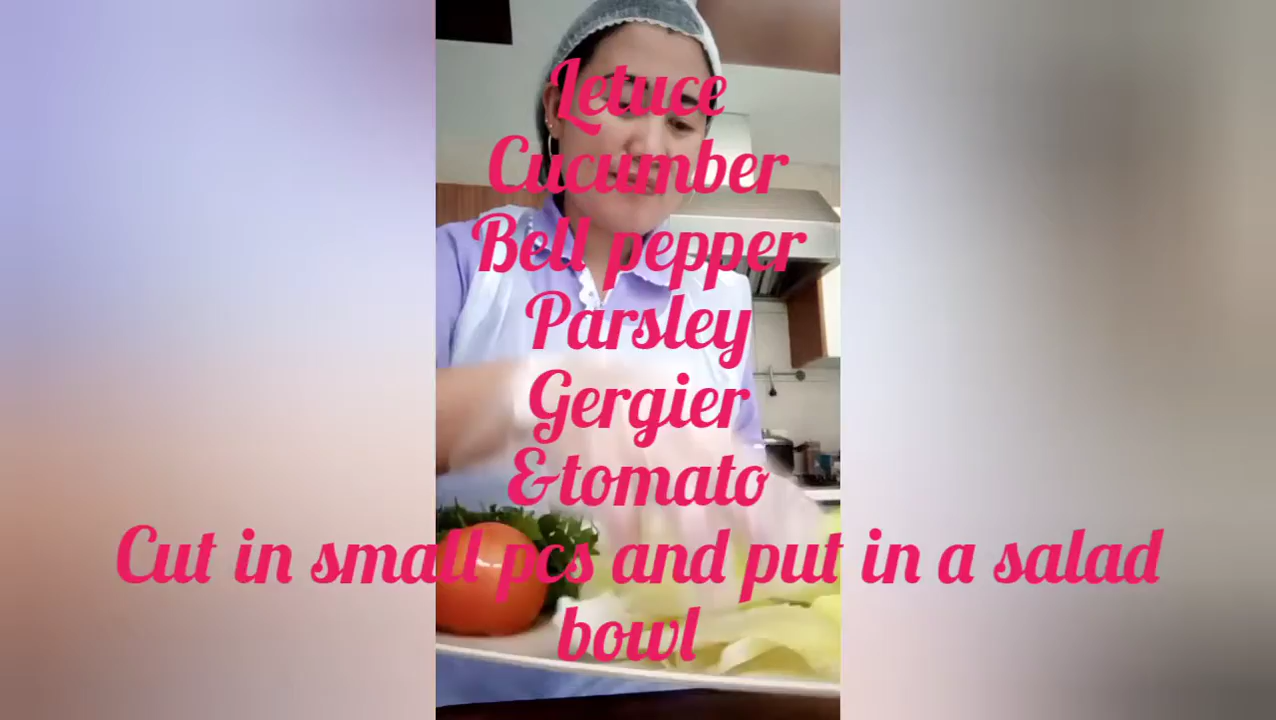 Letuce
Cucumber
Bell pepper
Parsley
Gergier
&tomato
Cut in small pcs and put in a salad
bowl